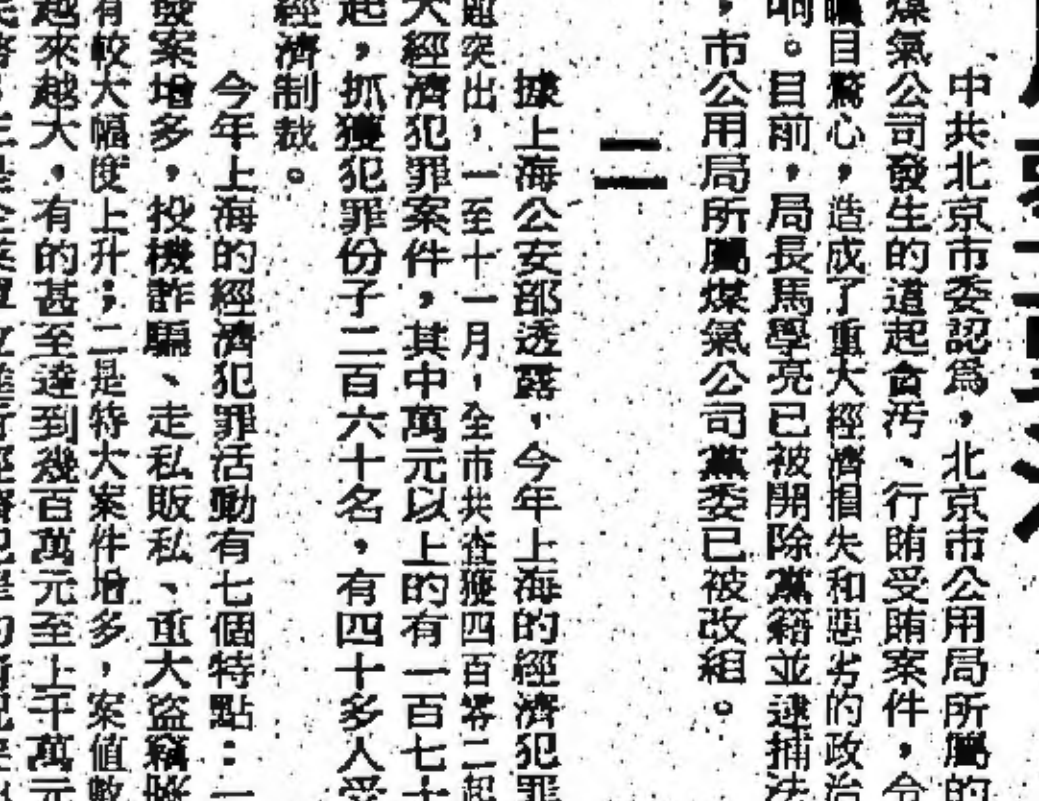 中共北京市委認爲，北京市公用局所屬的
煤氣公司發生的這起貪汚、行賄受賄案件，令
矚目驚心，造成了重大經濟損失和惡劣的政治
响。目前，局長馬學亮已被開除黨籍並逮捕法
，市公用局所屬煤氣公司黨委已被改組。
二
據上海公安部透露，今年上海的經濟犯罪
突出，一至十一月，全市共查獲四百零二起
大經濟犯罪案件，其中萬元以上的有一百七十
起，抓獲犯罪份子二百六十名，有四十多人受
經濟制裁。
今年上海的經濟犯罪活動有七個特點：一
發案增多，投機詐騙、走私販私、重大盜竊
有較大幅度上升；二是特大案件增多，案值數
越來越大，有的甚至達到幾百萬元至上千萬元